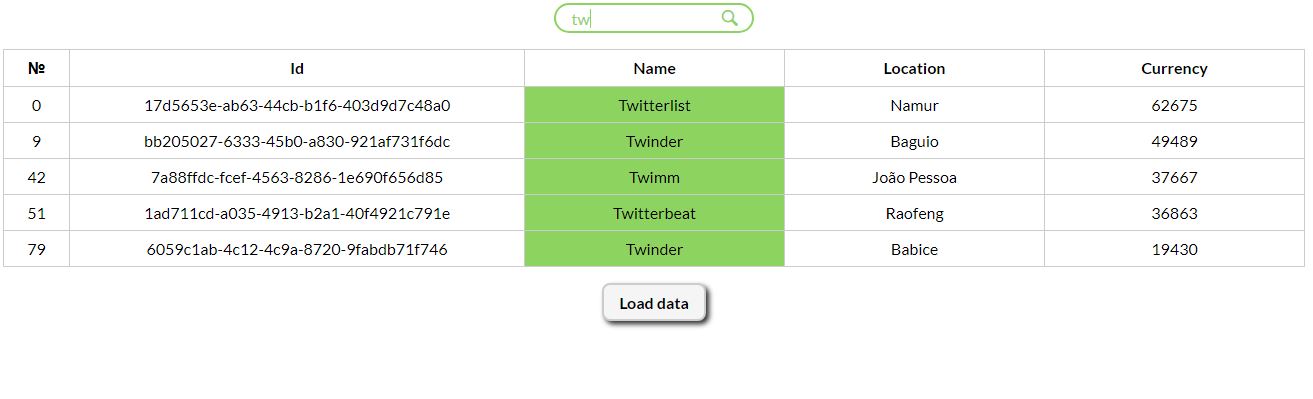 tw
№ Id Name Location Currency
0 17d5653e-ab63-44cb-b1f6-403d9d7c48a0 Twitterlist Namur 62675
9 bb205027-6333-45b0-a830-921af731f6dc Twinder Baguio 49489
42 7a88ffdc-fcef-4563-8286-1e690f656d85 Twimm João Pessoa 37667
51 1ad711cd-a035-4913-b2a1-40f4921c791e Twitterbeat Raofeng 36863
79 6059c1ab-4c12-4c9a-8720-9fabdb71f746 Twinder Babice 19430
Load data